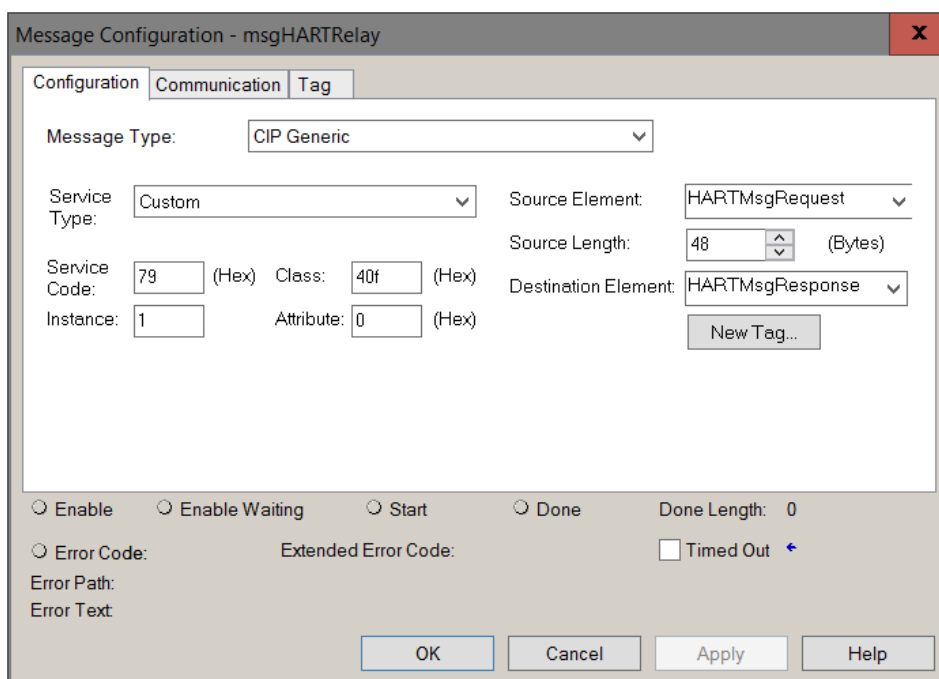 Message Configuration - msgHARTRelay x
Configuration Communication Tag
Message Type: CIP Generic
Service Type: Custom
Source Element: HARTMsgRequest
Source Length: 48 (Bytes)
Service Code: 79 (Hex) Class: 40f (Hex)
Destination Element: HARTMsgResponse
Instance: 1 Attribute: 0 (Hex)
New Tag...
Enable Enable Waiting Start Done Done Length: 0
Error Code: Extended Error Code: Timed Out
Error Path:
Error Text:
OK Cancel Apply Help